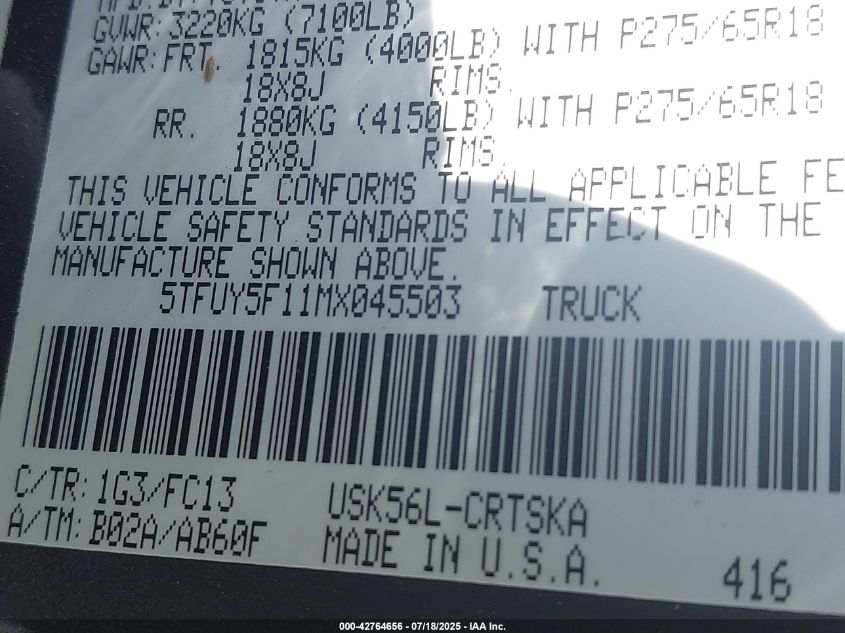 GVWR: 3220KG (7100LB)
GAWR: FRT. 1815KG (4000LB) WITH P275/65R18
18X8J RIMS.
RR. 1880KG (4150LB) WITH P275/65R18
18X8J RIMS.
THIS VEHICLE CONFORMS TO ALL APPLICABLE FE
VEHICLE SAFETY STANDARDS IN EFFECT ON THE
MANUFACTURE SHOWN ABOVE.
5TFUY5F11MX045503 TRUCK
C/TR: 1G3/FC13 USK56L-CRTSKA
A/TM: B02A/AB60F MADE IN U.S.A. 416
000-42764656 - 07/18/2025 - IAA Inc.